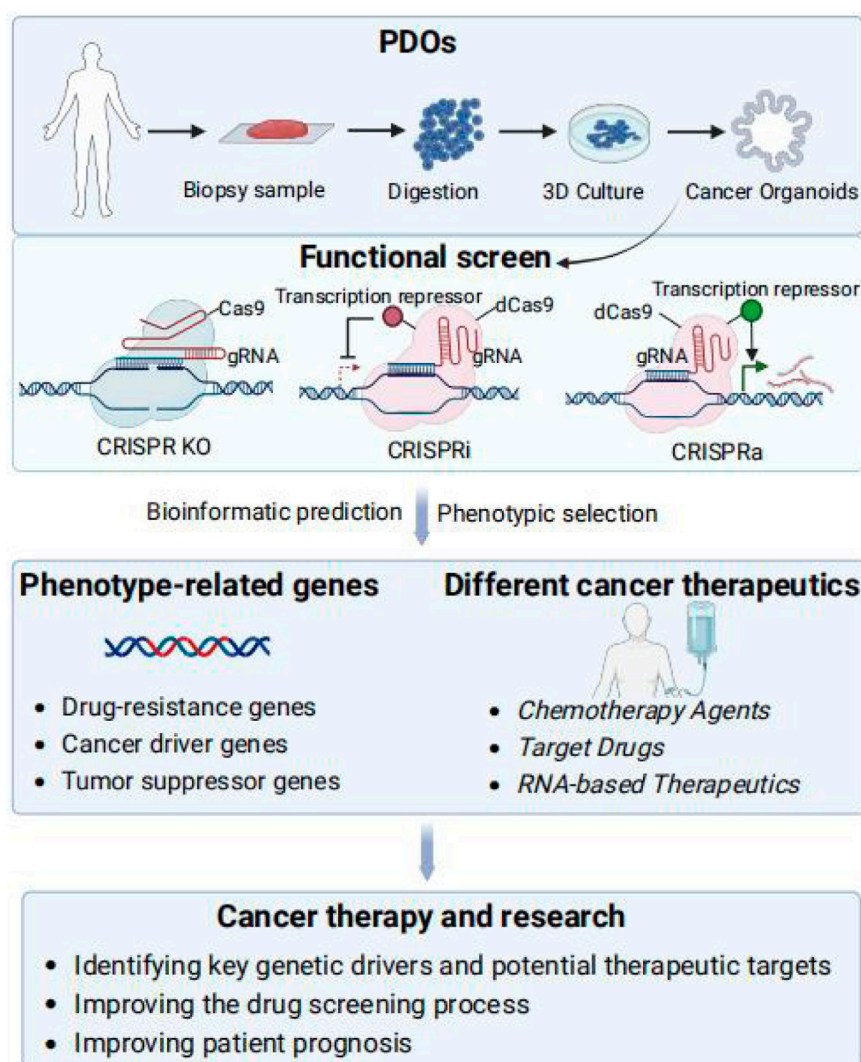 PDOs
Biopsy sample
Digestion
3D Culture
Cancer Organoids
Functional screen
Cas9
gRNA
CRISPR KO
Transcription repressor
dCas9
gRNA
CRISPRi
Transcription repressor
dCas9
gRNA
CRISPRa
Bioinformatic prediction
Phenotypic selection
Phenotype-related genes
• Drug-resistance genes
• Cancer driver genes
• Tumor suppressor genes
Different cancer therapeutics
• Chemotherapy Agents
• Target Drugs
• RNA-based Therapeutics
Cancer therapy and research
• Identifying key genetic drivers and potential therapeutic targets
• Improving the drug screening process
• Improving patient prognosis